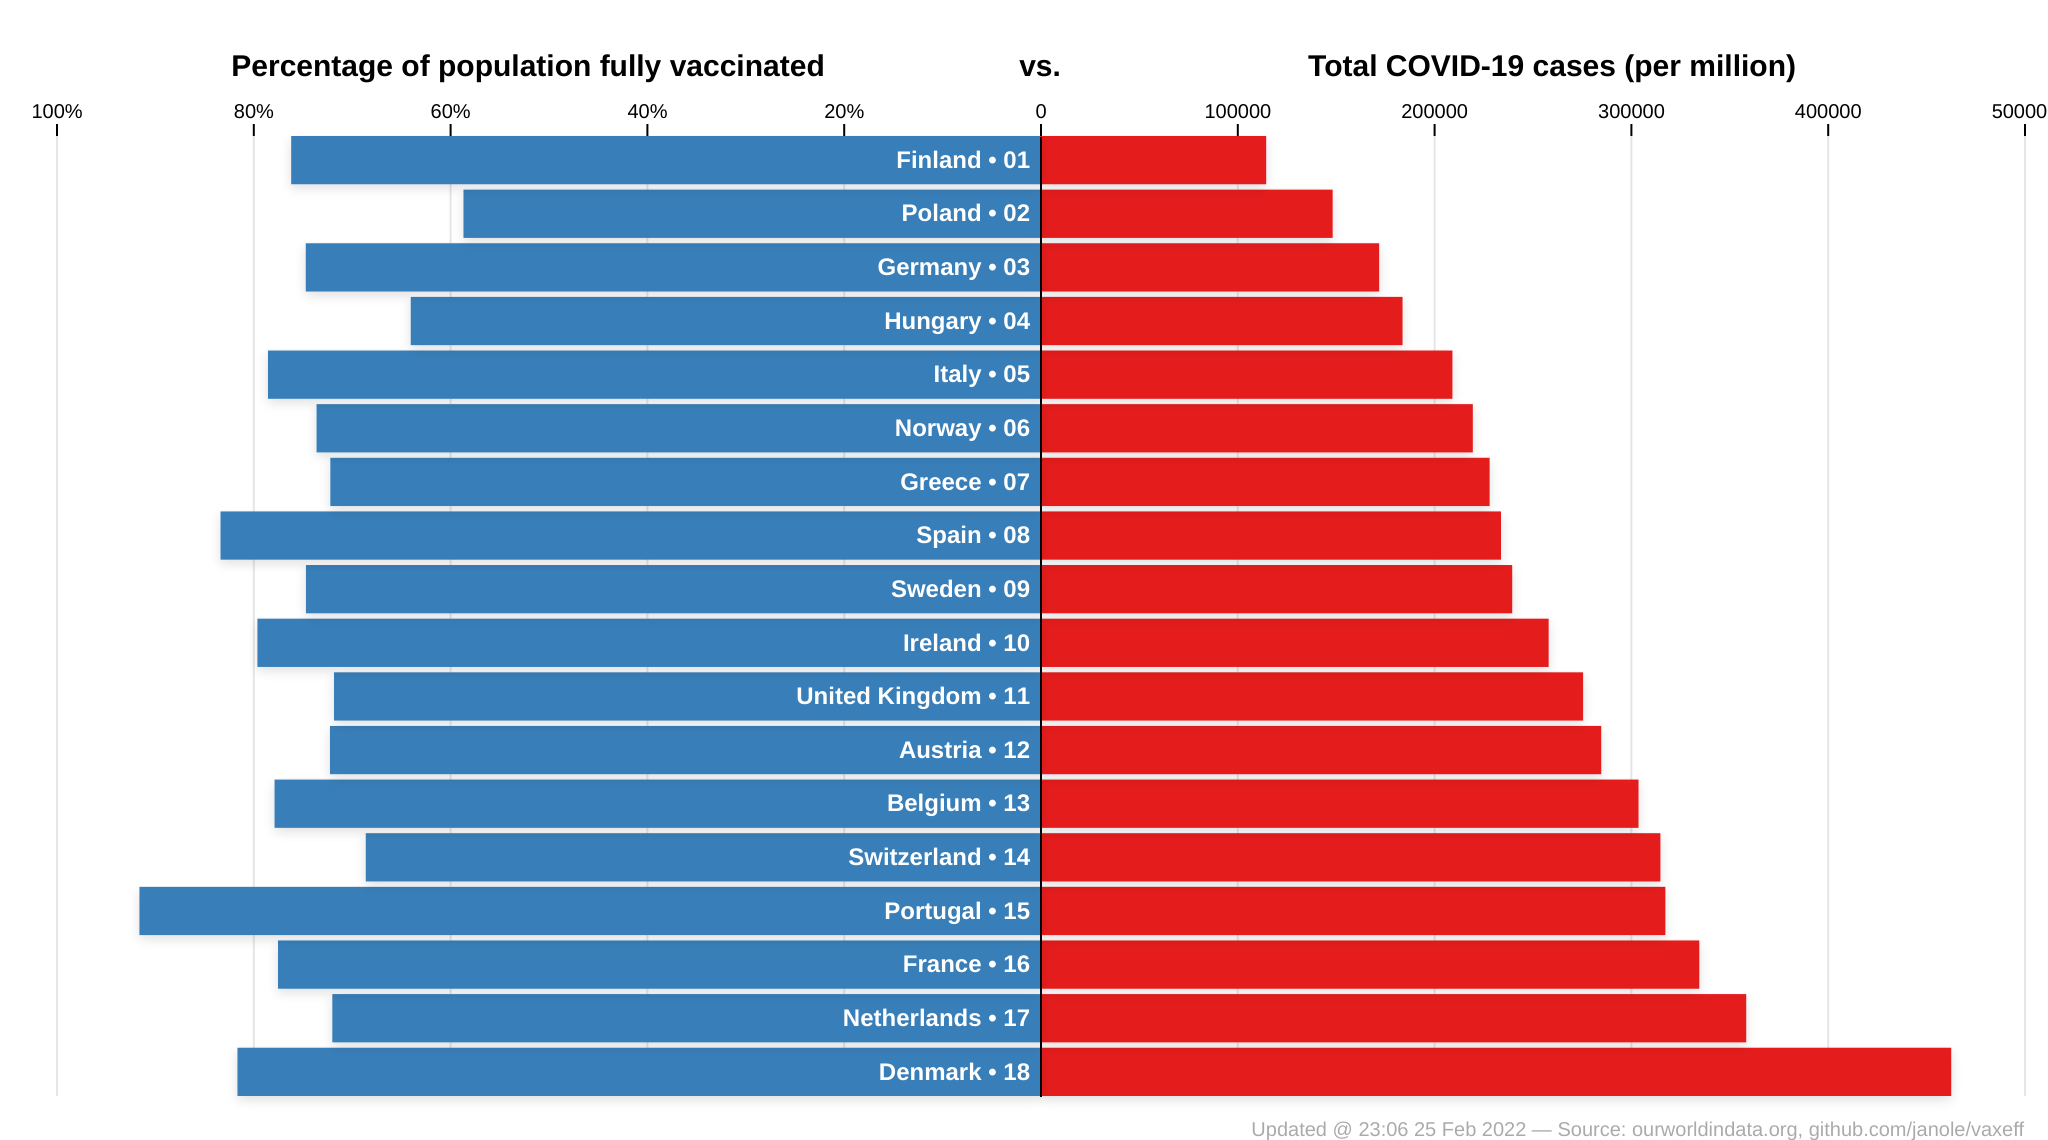 Percentage of population fully vaccinated vs. Total COVID-19 cases (per million)
100% 80% 60% 40% 20% 0 100000 200000 300000 400000 50000
Finland • 01
Poland • 02
Germany • 03
Hungary • 04
Italy • 05
Norway • 06
Greece • 07
Spain • 08
Sweden • 09
Ireland • 10
United Kingdom • 11
Austria • 12
Belgium • 13
Switzerland • 14
Portugal • 15
France • 16
Netherlands • 17
Denmark • 18
Updated @ 23:06 25 Feb 2022 — Source: ourworldindata.org, github.com/janole/vaxeff